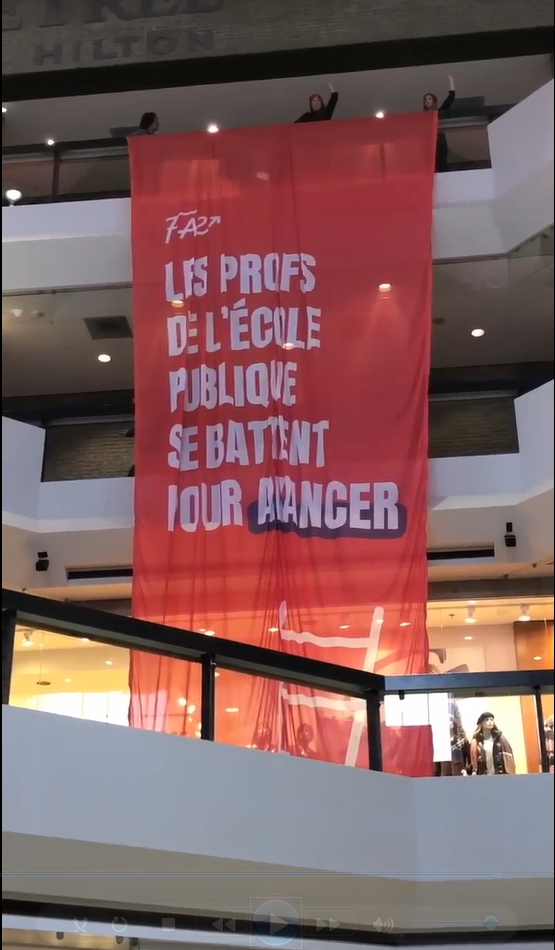 HILTON
FAE
LES PROFS
DE L'ÉCOLE
PUBLIQUE
SE BATTENT
POUR AVANCER